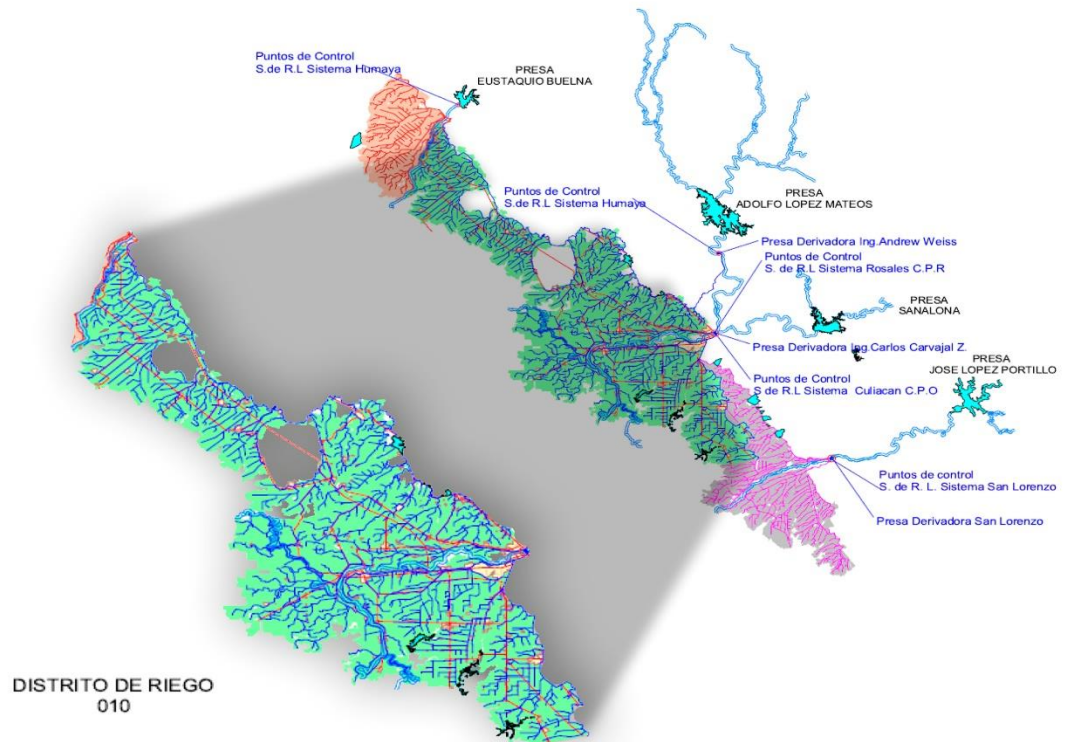 Puntos de Control
S.de R.L Sistema Humaya
PRESA
EUSTAQUIO BUELNA
Puntos de Control
S.de R.L Sistema Humaya
PRESA
ADOLFO LOPEZ MATEOS
Presa Derivadora Ing.Andrew Weiss
Puntos de Control
S. de R.L Sistema Rosales C.P.R
PRESA
SANALONA
Presa Derivadora Ing.Carlos Carvajal Z.
PRESA
JOSE LOPEZ PORTILLO
Puntos de Control
S de R.L Sistema Culiacan C.P.O
Puntos de control
S. de R. L. Sistema San Lorenzo
Presa Derivadora San Lorenzo
DISTRITO DE RIEGO
010